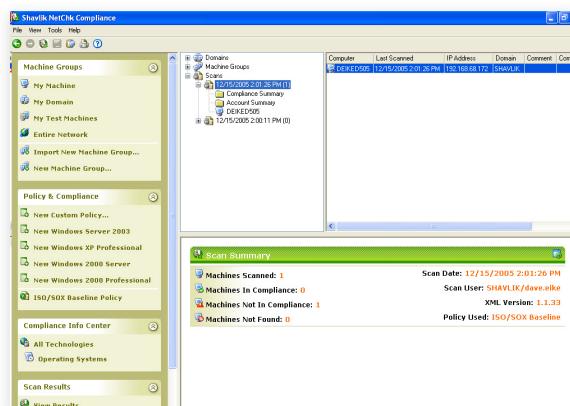 Shavlik NetChk Compliance
File View Tools Help
Machine Groups
My Machine
My Domain
My Test Machines
Entire Network
Import New Machine Group...
New Machine Group...
Policy & Compliance
New Custom Policy...
New Windows Server 2003
New Windows XP Professional
New Windows 2000 Server
New Windows 2000 Professional
ISO/SOX Baseline Policy
Compliance Info Center
All Technologies
Operating Systems
Scan Results
View Results
Domains
Machine Groups
Scans
12/15/2005 2:01:26 PM (1)
Compliance Summary
Account Summary
DEIKED505
12/15/2005 2:00:11 PM (0)
Computer Last Scanned IP Address Domain Comment Com
DEIKED505 12/15/2005 2:01:26 PM 192.168.68.172 SHAVLIK
Scan Summary
Machines Scanned: 1
Machines In Compliance: 0
Machines Not In Compliance: 1
Machines Not Found: 0
Scan Date: 12/15/2005 2:01:26 PM
Scan User: SHAVLIK/dave.eike
XML Version: 1.1.33
Policy Used: ISO/SOX Baseline